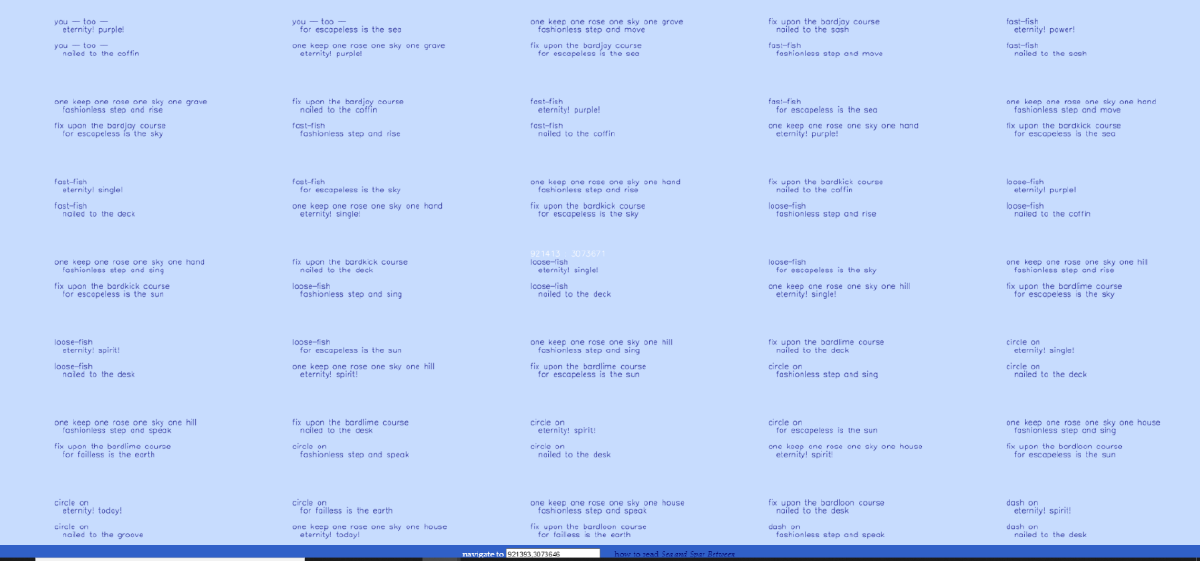 you — too —
eternity! purple!
you — too —
nailed to the coffin
you — too —
for escapeless is the sea
one keep one rose one sky one grave
eternity! purple!
one keep one rose one sky one grave
fashionless step and move
fix upon the bardjoy course
for escapeless is the sea
fix upon the bardjoy course
nailed to the sash
fast-fish
fashionless step and move
fast-fish
eternity! power!
fast-fish
nailed to the sash
one keep one rose one sky one grave
fashionless step and rise
fix upon the bardjoy course
for escapeless is the sky
fix upon the bardjoy course
nailed to the coffin
fast-fish
fashionless step and rise
fast-fish
eternity! purple!
fast-fish
nailed to the coffin
fast-fish
for escapeless is the sea
one keep one rose one sky one hand
eternity! purple!
one keep one rose one sky one hand
fashionless step and move
fix upon the bardkick course
for escapeless is the sea
fast-fish
eternity! single!
fast-fish
nailed to the deck
fast-fish
for escapeless is the sky
one keep one rose one sky one hand
eternity! single!
one keep one rose one sky one hand
fashionless step and rise
fix upon the bardkick course
for escapeless is the sky
fix upon the bardkick course
nailed to the coffin
loose-fish
fashionless step and rise
loose-fish
eternity! purple!
loose-fish
nailed to the coffin
one keep one rose one sky one hand
fashionless step and sing
fix upon the bardkick course
for escapeless is the sun
fix upon the bardkick course
nailed to the deck
loose-fish
fashionless step and sing
921413 : 3073671
loose-fish
eternity! single!
loose-fish
nailed to the deck
loose-fish
for escapeless is the sky
one keep one rose one sky one hill
eternity! single!
one keep one rose one sky one hill
fashionless step and rise
fix upon the bardlime course
for escapeless is the sky
loose-fish
eternity! spirit!
loose-fish
nailed to the desk
loose-fish
for escapeless is the sun
one keep one rose one sky one hill
eternity! spirit!
one keep one rose one sky one hill
fashionless step and sing
fix upon the bardlime course
for escapeless is the sun
fix upon the bardlime course
nailed to the deck
circle on
fashionless step and sing
circle on
eternity! single!
circle on
nailed to the deck
one keep one rose one sky one hill
fashionless step and speak
fix upon the bardlime course
for failless is the earth
fix upon the bardlime course
nailed to the desk
circle on
fashionless step and speak
circle on
eternity! spirit!
circle on
nailed to the desk
circle on
for escapeless is the sun
one keep one rose one sky one house
eternity! spirit!
one keep one rose one sky one house
fashionless step and sing
fix upon the bardloon course
for escapeless is the sun
circle on
eternity! today!
circle on
nailed to the groove
circle on
for failless is the earth
one keep one rose one sky one house
eternity! today!
one keep one rose one sky one house
fashionless step and speak
fix upon the bardloon course
for failless is the earth
fix upon the bardloon course
nailed to the desk
dash on
fashionless step and speak
dash on
eternity! spirit!
dash on
nailed to the desk
navigate to 921393,3073646 how to read Sea and Spar Between